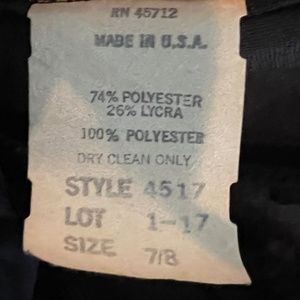 RN 45712
MADE IN U.S.A.
74% POLYESTER
26% LYCRA
100% POLYESTER
DRY CLEAN ONLY
STYLE 4517
LOT 1-17
SIZE 7/8